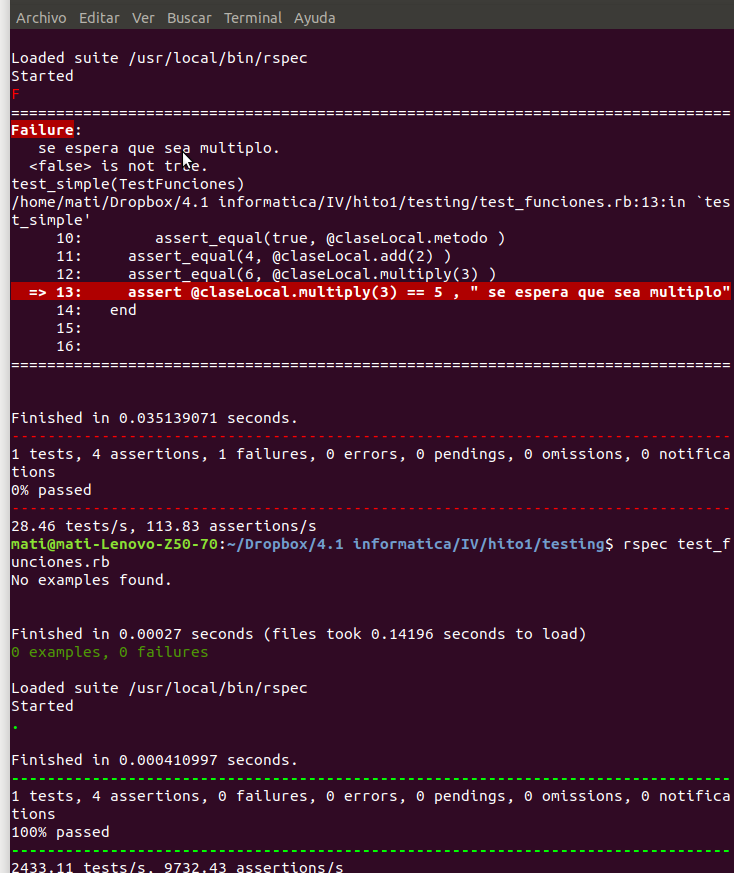 Archivo Editar Ver Buscar Terminal Ayuda
Loaded suite /usr/local/bin/rspec
Started
F
================================================================================
Failure:
   se espera que sea multiplo.
  <false> is not true.
test_simple(TestFunciones)
/home/mati/Dropbox/4.1 informatica/IV/hito1/testing/test_funciones.rb:13:in `tes
t_simple'
     10:        assert_equal(true, @claseLocal.metodo )
     11:     assert_equal(4, @claseLocal.add(2) )
     12:     assert_equal(6, @claseLocal.multiply(3) )
  => 13:     assert @claseLocal.multiply(3) == 5 , " se espera que sea multiplo"
     14:   end
     15:
     16:
================================================================================
Finished in 0.035139071 seconds.
--------------------------------------------------------------------------------
1 tests, 4 assertions, 1 failures, 0 errors, 0 pendings, 0 omissions, 0 notifica
tions
0% passed
--------------------------------------------------------------------------------
28.46 tests/s, 113.83 assertions/s
mati@mati-Lenovo-Z50-70:~/Dropbox/4.1 informatica/IV/hito1/testing$ rspec test_f
unciones.rb
No examples found.
Finished in 0.00027 seconds (files took 0.14196 seconds to load)
0 examples, 0 failures
Loaded suite /usr/local/bin/rspec
Started
.
Finished in 0.000410997 seconds.
--------------------------------------------------------------------------------
1 tests, 4 assertions, 0 failures, 0 errors, 0 pendings, 0 omissions, 0 notifica
tions
100% passed
--------------------------------------------------------------------------------
2433.11 tests/s, 9732.43 assertions/s